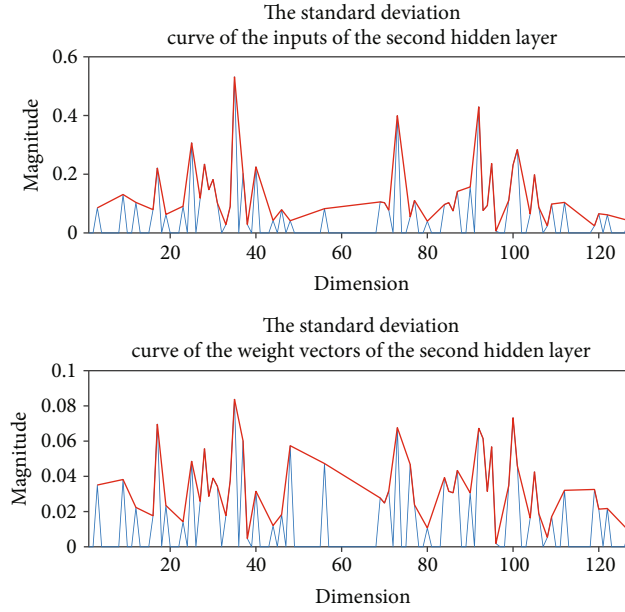 The standard deviation
curve of the inputs of the second hidden layer
0.6
0.4
0.2
0
Magnitude
20 40 60 80 100 120
Dimension
The standard deviation
curve of the weight vectors of the second hidden layer
0.1
0.08
0.06
0.04
0.02
0
Magnitude
20 40 60 80 100 120
Dimension